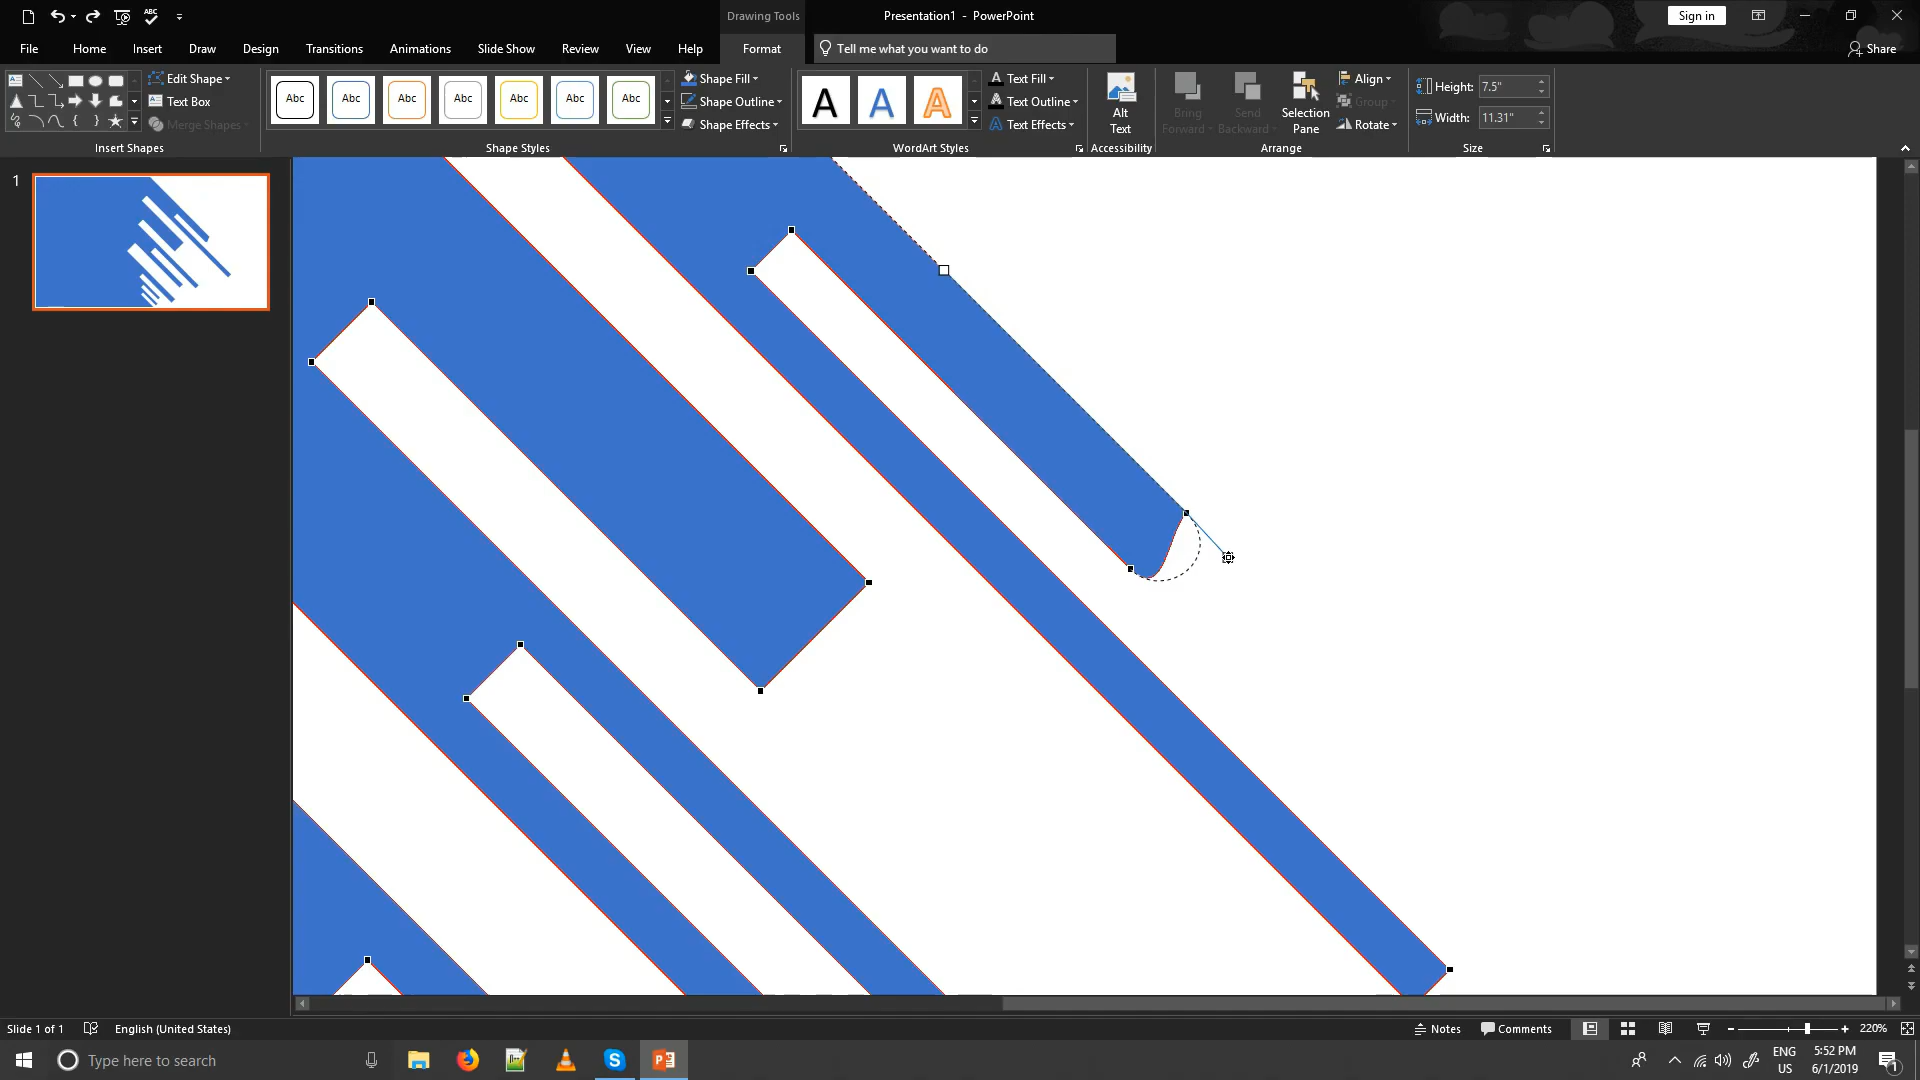 Drawing Tools
Presentation1 - PowerPoint
Sign in
File
Home
Insert
Draw
Design
Transitions
Animations
Slide Show
Review
View
Help
Format
Tell me what you want to do
Share
Edit Shape
Text Box
Merge Shapes
Insert Shapes
Abc
Abc
Abc
Abc
Abc
Abc
Abc
Shape Fill
Shape Outline
Shape Effects
Shape Styles
A
A
A
Text Fill
Text Outline
Text Effects
WordArt Styles
Alt
Text
Accessibility
Bring
Forward
Send
Backward
Selection
Pane
Align
Group
Rotate
Arrange
Height: 7.5"
Width: 11.31"
Size
1
Slide 1 of 1
English (United States)
Notes
Comments
220%
Type here to search
ENG
US
5:52 PM
6/1/2019
1